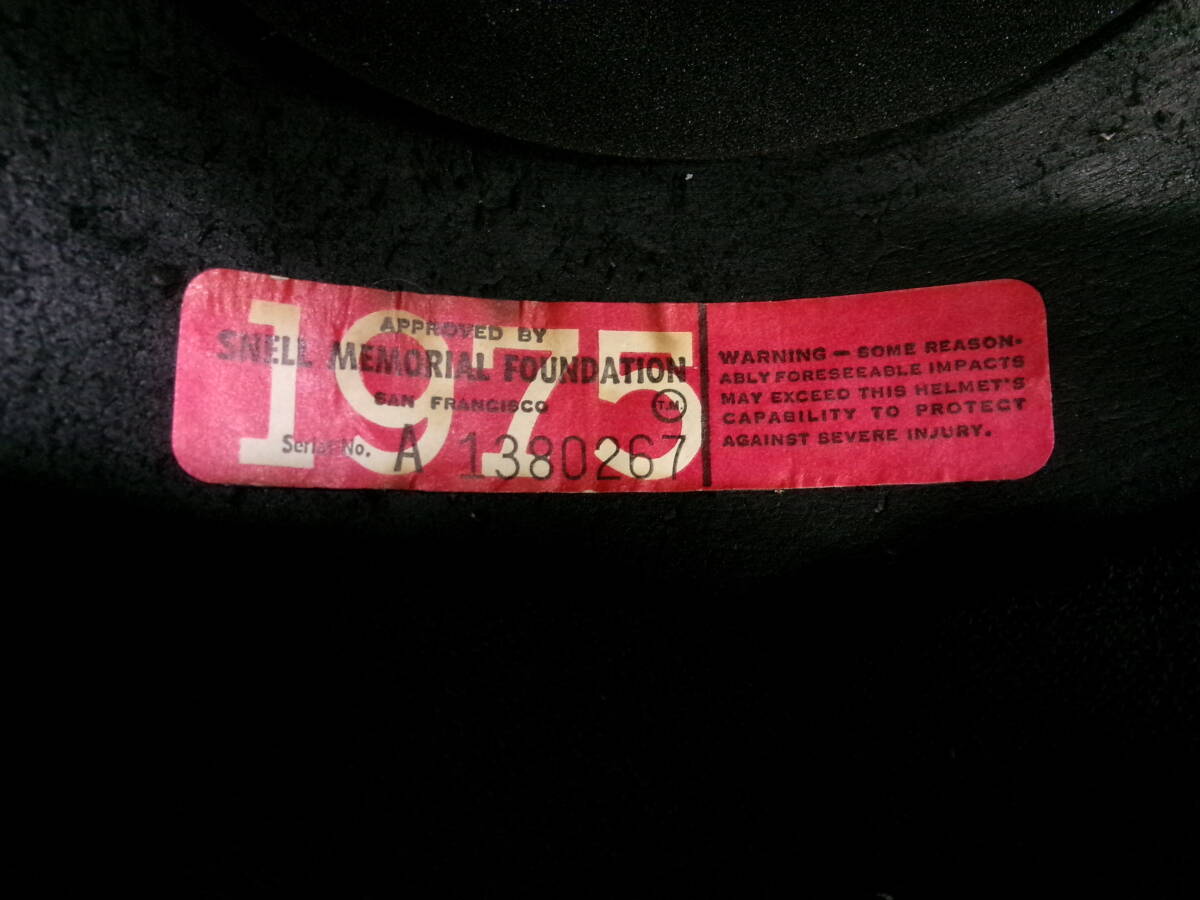 1975
APPROVED BY
SNELL MEMORIAL FOUNDATION
SAN FRANCISCO T.M.
Serial No. A 1380267
WARNING — SOME REASON-
ABLY FORESEEABLE IMPACTS
MAY EXCEED THIS HELMET'S
CAPABILITY TO PROTECT
AGAINST SEVERE INJURY.